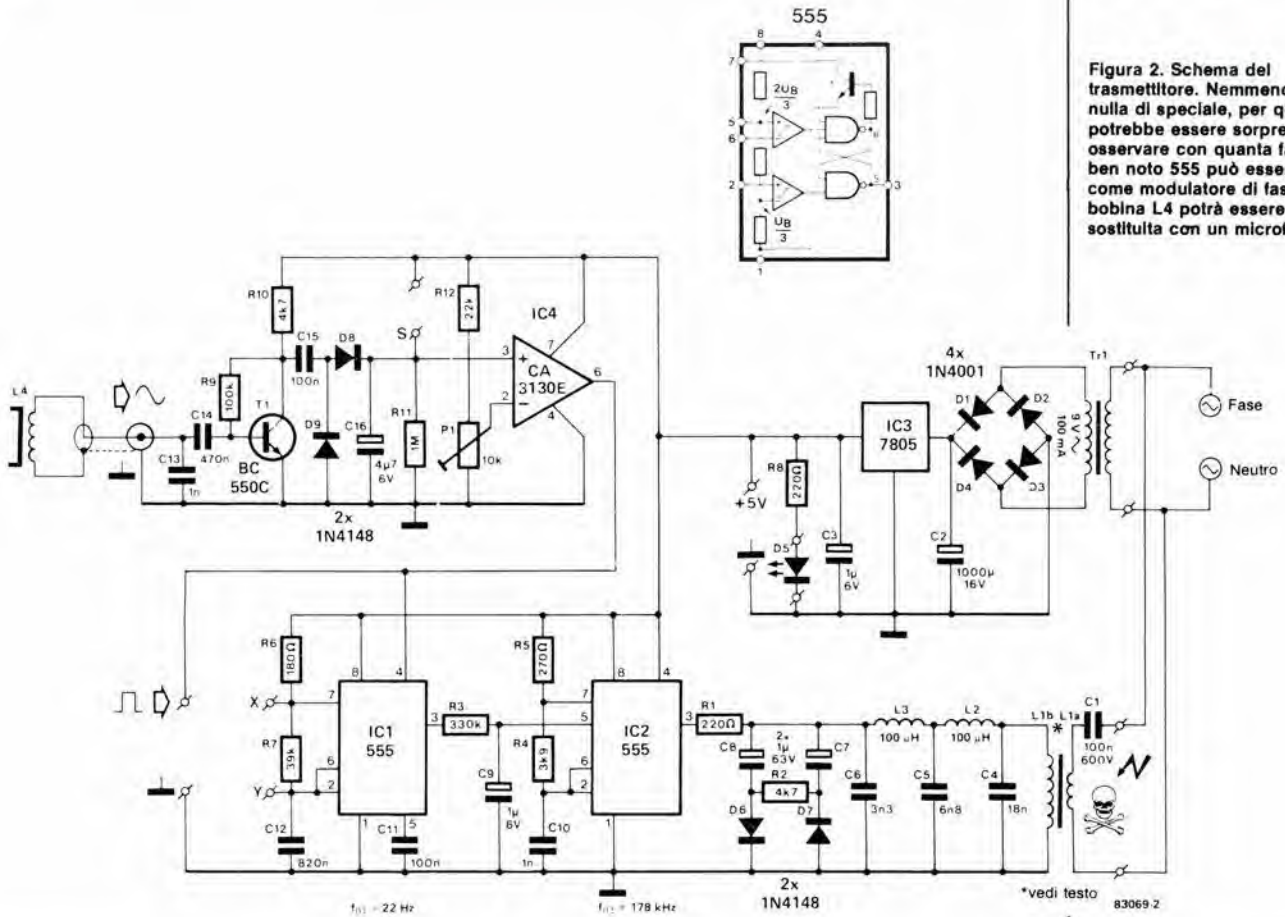 555
8
4
7
2UB
3
5
6
6
2
5
3
UB
3
1
Figura 2. Schema del
trasmettitore. Nemmeno
nulla di speciale, per q
potrebbe essere sorpre
osservare con quanta f
ben noto 555 può esse
come modulatore di fas
bobina L4 potrà essere
sostituita con un microf
R10
4k7
R12
22k
IC4
S
C15
100n
D8
3
+
7
CA
3130E
6
2
–
4
L4
R9
100k
C14
470n
T1
D9
C16
4µ7
6V
R11
1M
P1
10k
C13
1n
BC
550C
2x
1N4148
4x
1N4001
Tr1
D1
D2
D4
D3
9V
100 mA
Fase
Neutro
IC3
7805
R8
220Ω
+5V
D5
C3
1µ
6V
C2
1000µ
16V
R6
180Ω
X
R7
39k
Y
C12
820n
8
4
7
6
2
3
1
5
IC1
555
C11
100n
R3
330k
C9
1µ
6V
R5
270Ω
R4
3k9
C10
1n
8
4
7
5
6
2
3
1
IC2
555
R1
220Ω
C8
2x
1µ
63V
C7
R2
4k7
D6
D7
2x
1N4148
C6
3n3
L3
100 µH
C5
6n8
L2
100 µH
C4
18n
L1b
*
L1a
C1
100n
600V
= 22 Hz
= 178 kHz
*vedi testo
83069-2